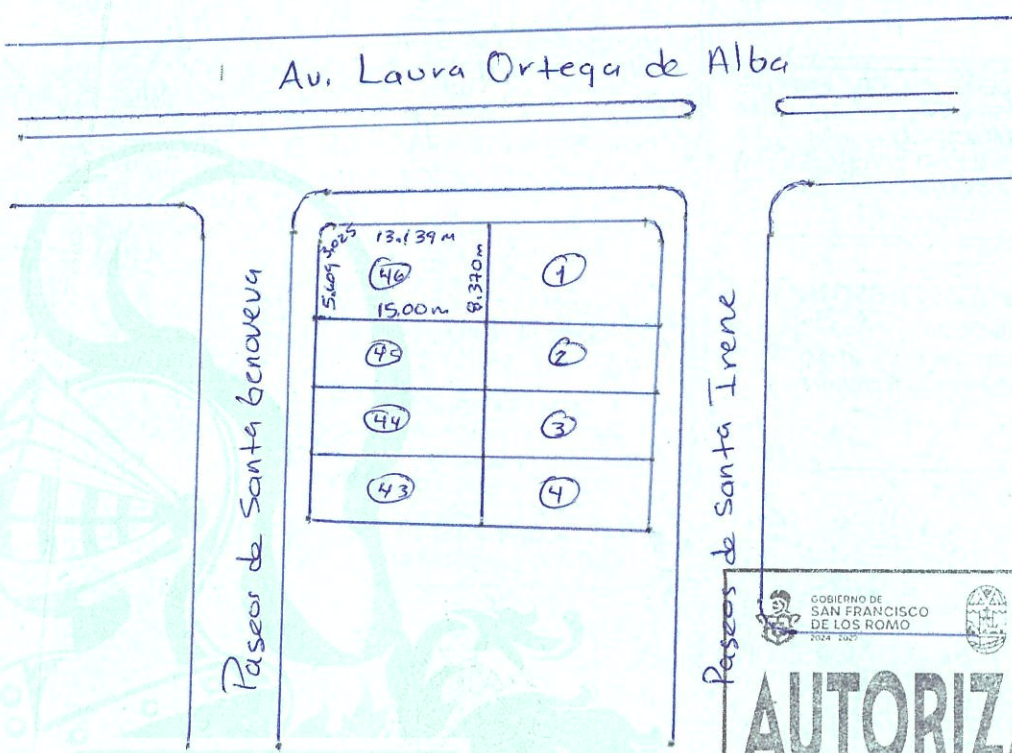 Av. Laura Ortega de Alba
13.139 m
3.025
5.609
46
8.370 m
15.00 m
1
45
2
44
3
43
4
Paseos de Santa Genoveva
Paseos de Santa Irene
GOBIERNO DE
SAN FRANCISCO
DE LOS ROMO
2024 - 2027
AUTORIZA